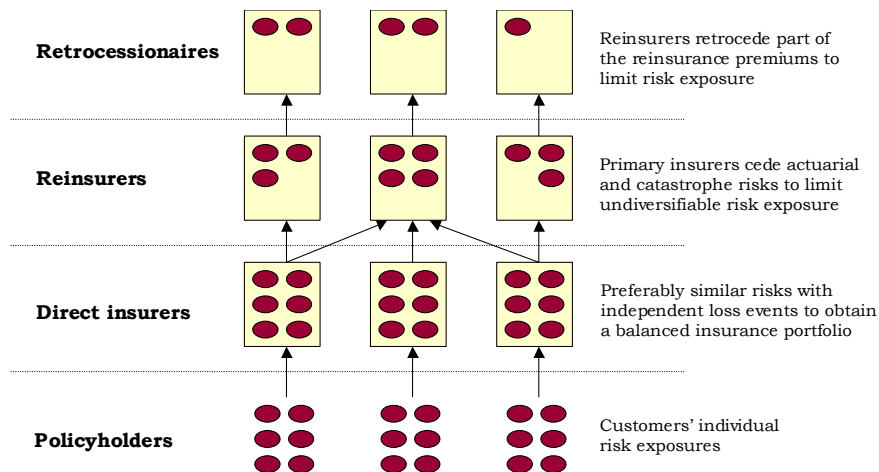 Retrocessionaires
Reinsurers retrocede part of
the reinsurance premiums to
limit risk exposure
Reinsurers
Primary insurers cede actuarial
and catastrophe risks to limit
undiversifiable risk exposure
Direct insurers
Preferably similar risks with
independent loss events to obtain
a balanced insurance portfolio
Policyholders
Customers’ individual
risk exposures